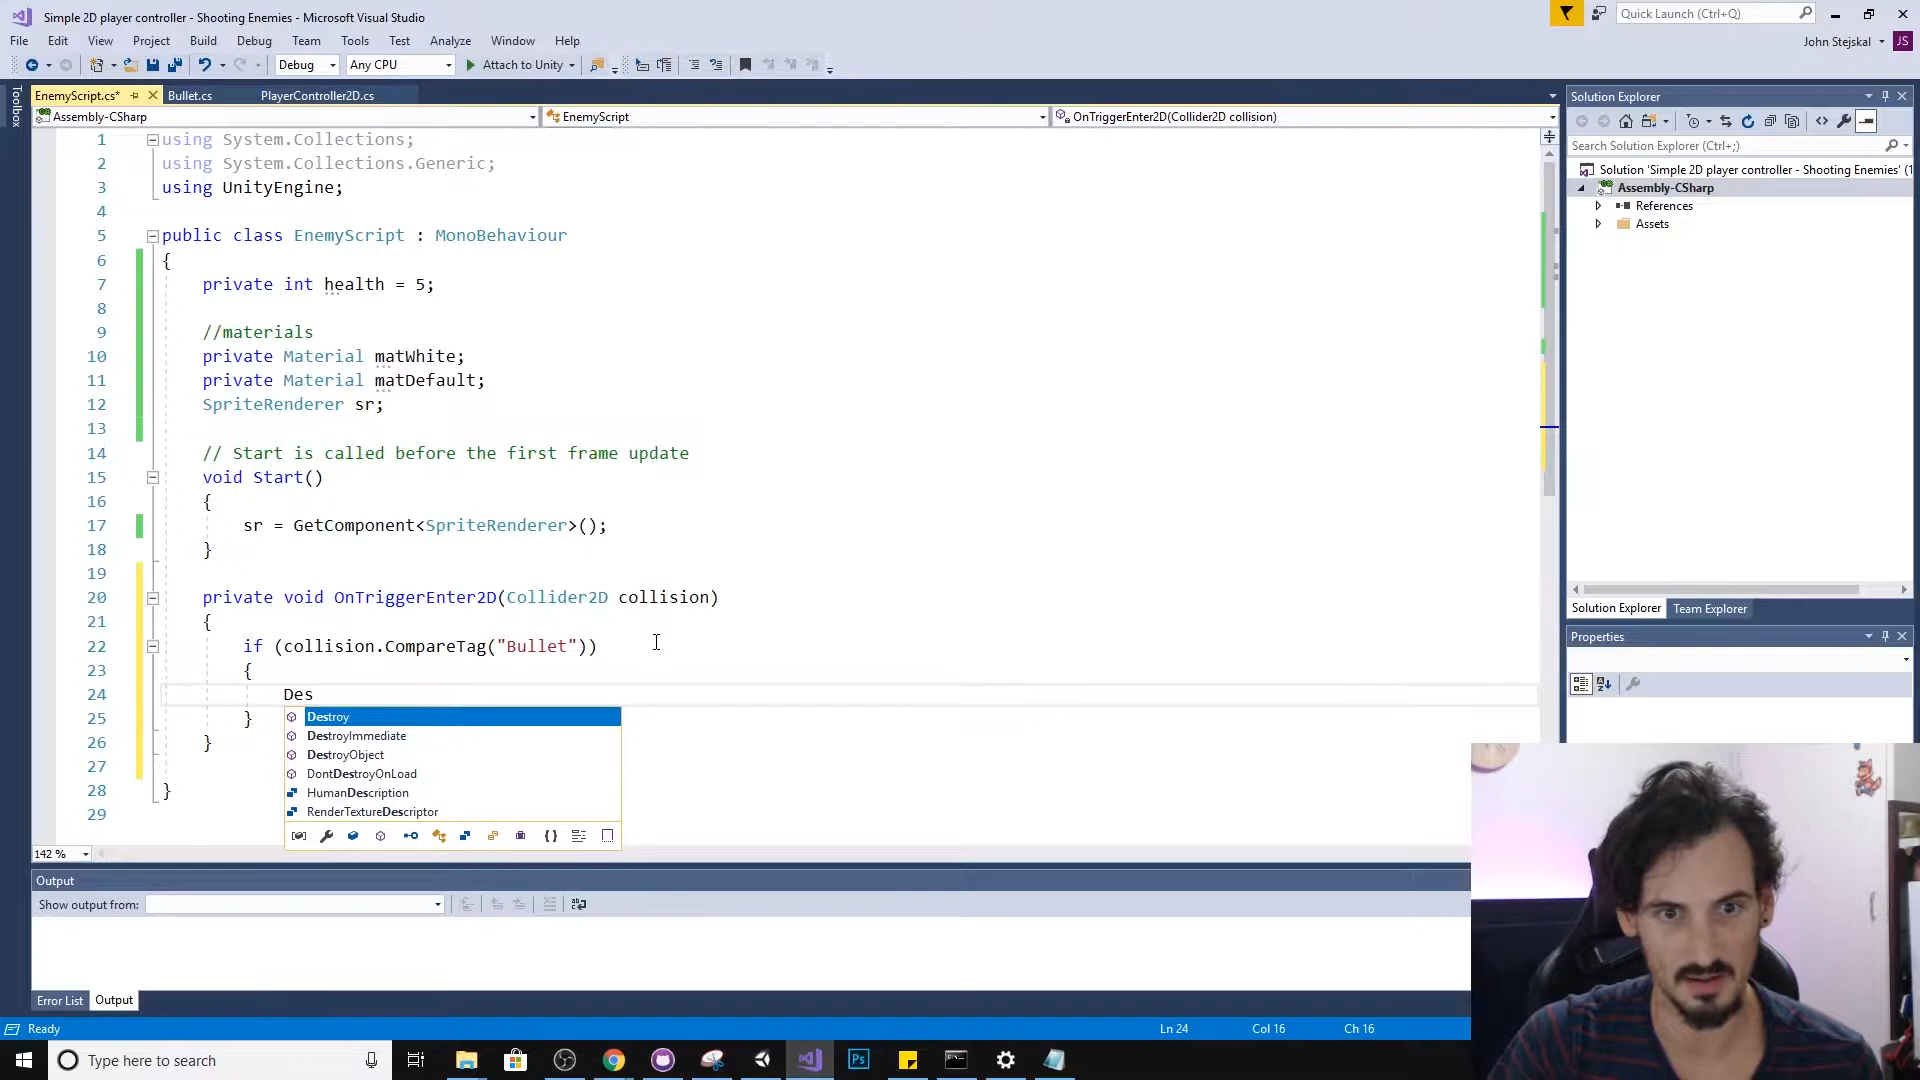 Simple 2D player controller - Shooting Enemies - Microsoft Visual Studio
Quick Launch (Ctrl+Q)
File Edit View Project Build Debug Team Tools Test Analyze Window Help
John Stejskal JS
Debug Any CPU Attach to Unity
Toolbox
EnemyScript.cs* Bullet.cs PlayerController2D.cs
Assembly-CSharp EnemyScript OnTriggerEnter2D(Collider2D collision)
1 using System.Collections;
2 using System.Collections.Generic;
3 using UnityEngine;
4
5 public class EnemyScript : MonoBehaviour
6 {
7 private int health = 5;
8
9 //materials
10 private Material matWhite;
11 private Material matDefault;
12 SpriteRenderer sr;
13
14 // Start is called before the first frame update
15 void Start()
16 {
17 sr = GetComponent<SpriteRenderer>();
18 }
19
20 private void OnTriggerEnter2D(Collider2D collision)
21 {
22 if (collision.CompareTag("Bullet"))
23 {
24 Des
25 }
26 }
27
28 }
29
Destroy
DestroyImmediate
DestroyObject
DontDestroyOnLoad
HumanDescription
RenderTextureDescriptor
142 %
Solution Explorer
Search Solution Explorer (Ctrl+;)
Solution 'Simple 2D player controller - Shooting Enemies' (1
Assembly-CSharp
References
Assets
Solution Explorer Team Explorer
Properties
Output
Show output from:
Error List Output
Ready Ln 24 Col 16 Ch 16
Type here to search
Ps